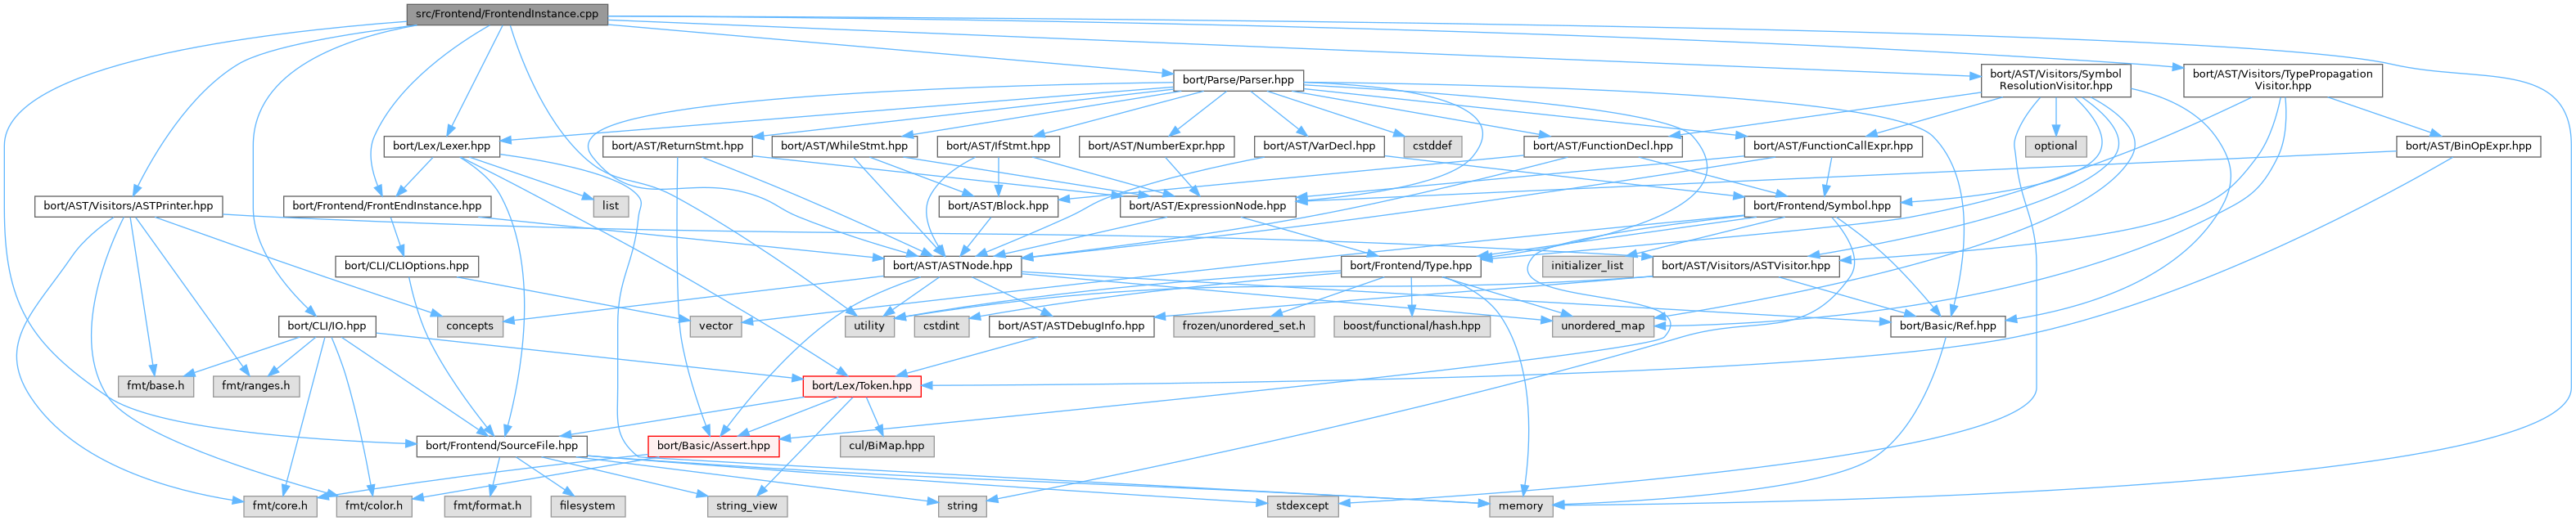 src/Frontend/FrontendInstance.cpp
bort/Parse/Parser.hpp
bort/AST/Visitors/Symbol
ResolutionVisitor.hpp
bort/AST/Visitors/TypePropagation
Visitor.hpp
bort/Lex/Lexer.hpp
bort/AST/ReturnStmt.hpp
bort/AST/WhileStmt.hpp
bort/AST/IfStmt.hpp
bort/AST/NumberExpr.hpp
bort/AST/VarDecl.hpp
cstddef
bort/AST/FunctionDecl.hpp
bort/AST/FunctionCallExpr.hpp
optional
bort/AST/BinOpExpr.hpp
bort/AST/Visitors/ASTPrinter.hpp
bort/Frontend/FrontEndInstance.hpp
list
bort/AST/Block.hpp
bort/AST/ExpressionNode.hpp
bort/Frontend/Symbol.hpp
bort/CLI/CLIOptions.hpp
bort/AST/ASTNode.hpp
bort/Frontend/Type.hpp
initializer_list
bort/AST/Visitors/ASTVisitor.hpp
bort/CLI/IO.hpp
concepts
vector
utility
cstdint
bort/AST/ASTDebugInfo.hpp
frozen/unordered_set.h
boost/functional/hash.hpp
unordered_map
bort/Basic/Ref.hpp
fmt/base.h
fmt/ranges.h
bort/Lex/Token.hpp
bort/Frontend/SourceFile.hpp
bort/Basic/Assert.hpp
cul/BiMap.hpp
fmt/core.h
fmt/color.h
fmt/format.h
filesystem
string_view
string
stdexcept
memory